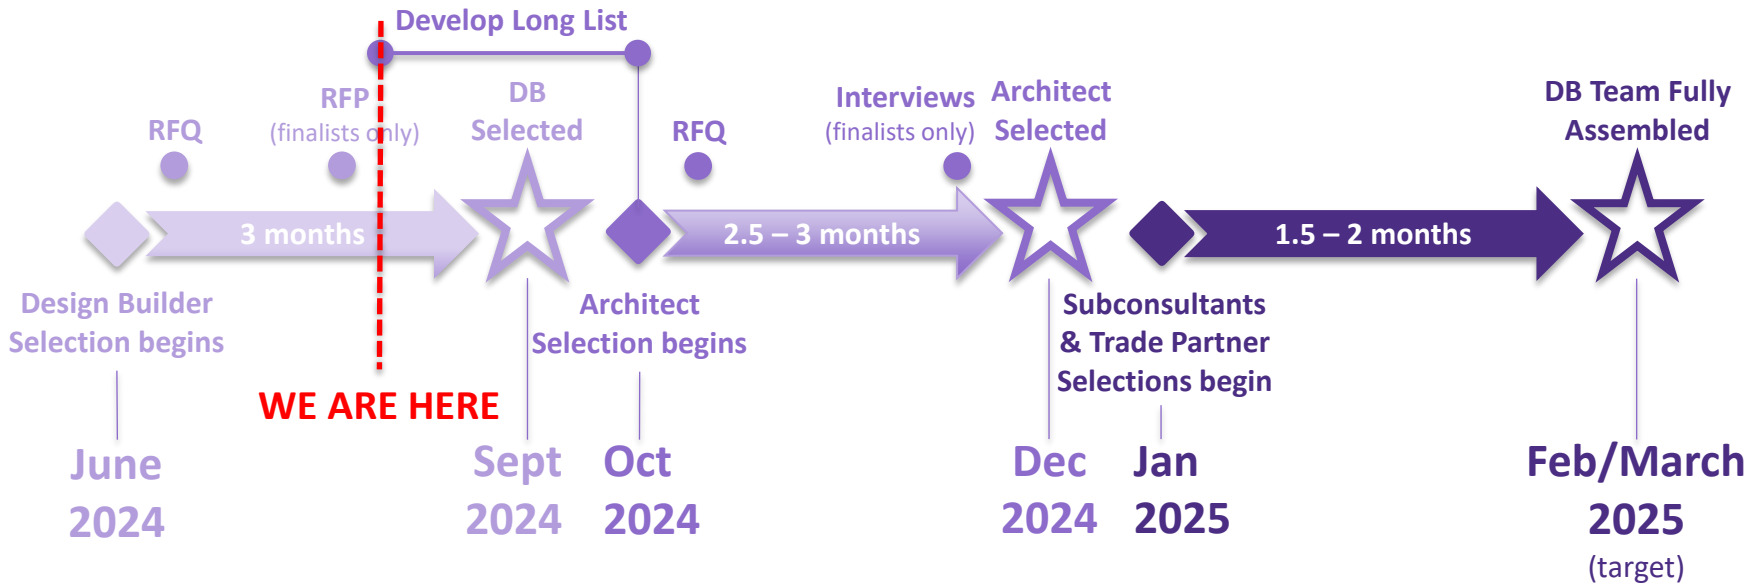 Develop Long List
RFQ
RFP
(finalists only)
DB
Selected
RFQ
Interviews
(finalists only)
Architect
Selected
DB Team Fully
Assembled
3 months
2.5 – 3 months
1.5 – 2 months
Design Builder
Selection begins
Architect
Selection begins
Subconsultants
& Trade Partner
Selections begin
WE ARE HERE
June
2024
Sept
2024
Oct
2024
Dec
2024
Jan
2025
Feb/March
2025
(target)